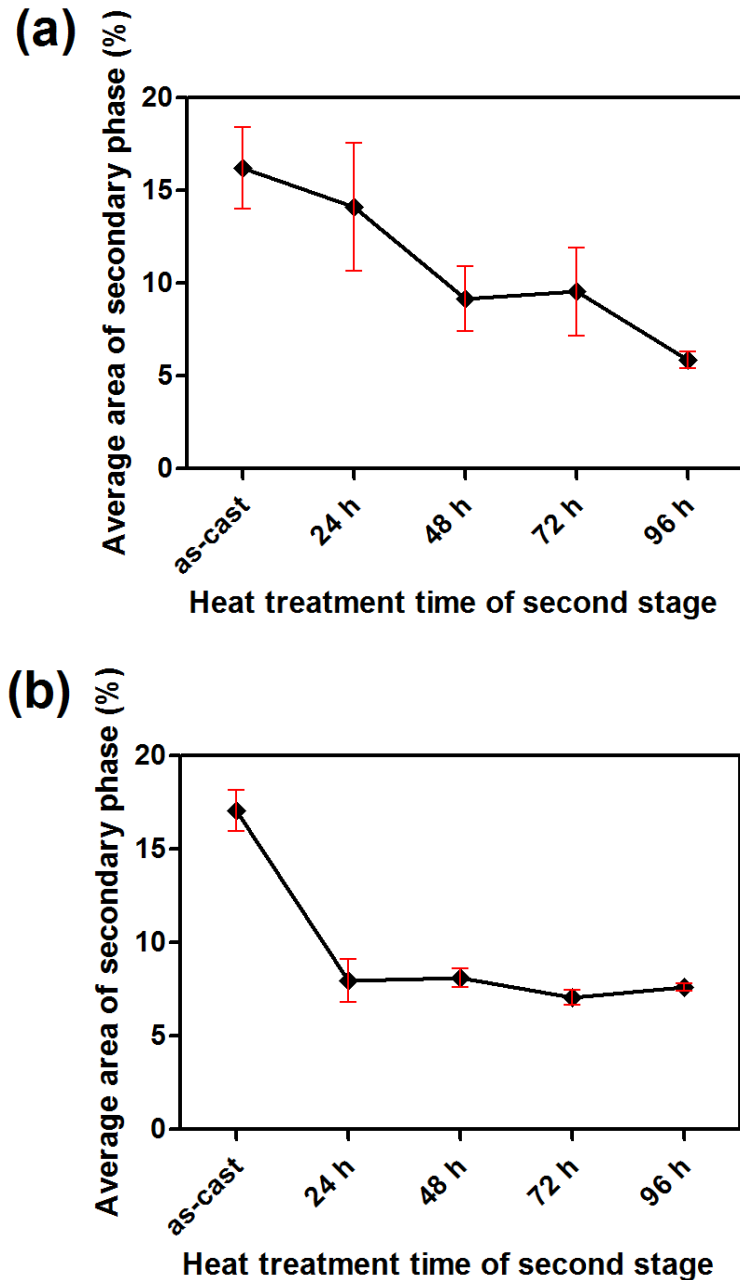 (a)
Average area of secondary phase (%)
20
15
10
5
0
as-cast
24 h
48 h
72 h
96 h
Heat treatment time of second stage
(b)
Average area of secondary phase (%)
20
15
10
5
0
as-cast
24 h
48 h
72 h
96 h
Heat treatment time of second stage